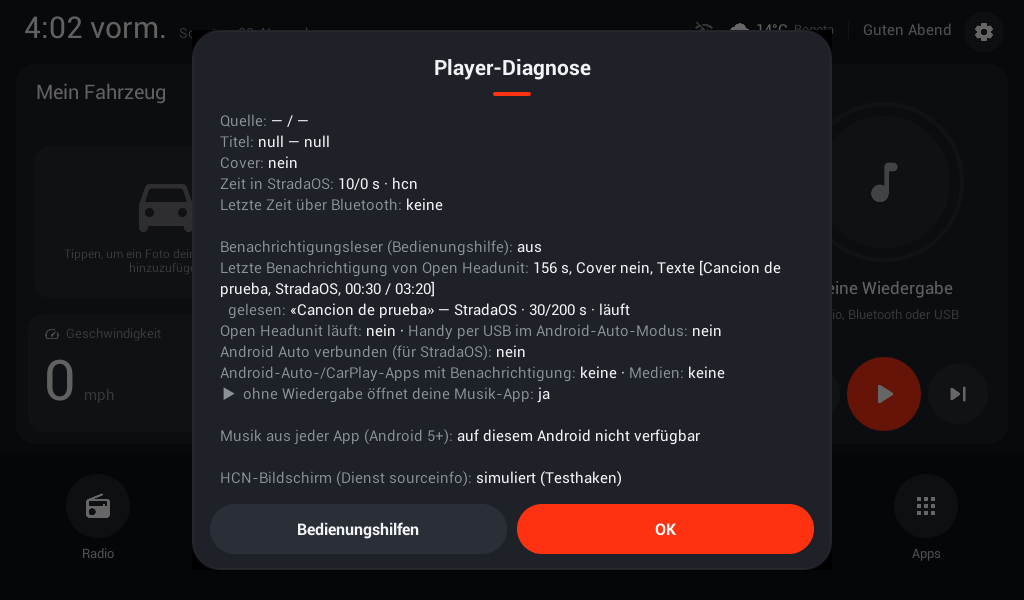 4:02 vorm.
14°C Bogota
Guten Abend
Mein Fahrzeug
Player-Diagnose
Quelle: — / —
Titel: null — null
Cover: nein
Zeit in StradaOS: 10/0 s · hcn
Letzte Zeit über Bluetooth: keine
Benachrichtigungsleser (Bedienungshilfe): aus
Letzte Benachrichtigung von Open Headunit: 156 s, Cover nein, Texte [Cancion de
prueba, StradaOS, 00:30 / 03:20]
gelesen: «Cancion de prueba» — StradaOS · 30/200 s · läuft
Open Headunit läuft: nein · Handy per USB im Android-Auto-Modus: nein
Android Auto verbunden (für StradaOS): nein
Android-Auto-/CarPlay-Apps mit Benachrichtigung: keine · Medien: keine
▶ ohne Wiedergabe öffnet deine Musik-App: ja
Musik aus jeder App (Android 5+): auf diesem Android nicht verfügbar
HCN-Bildschirm (Dienst sourceinfo): simuliert (Testhaken)
Bedienungshilfen
OK
Tippen, um ein Foto
Geschwindigkeit
0 mph
Wiedergabe
Bluetooth oder USB
Radio
Apps